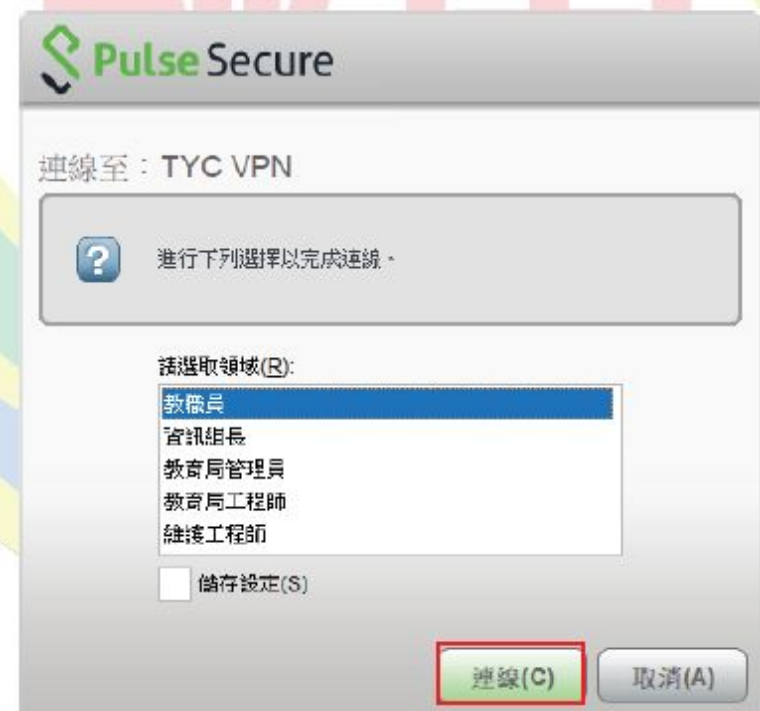 Pulse Secure
連線至：TYC VPN
進行下列選擇以完成連線。
請選取領域(R):
教職員
資訊組長
教育局管理員
教育局工程師
維護工程師
儲存設定(S)
連線(C)
取消(A)